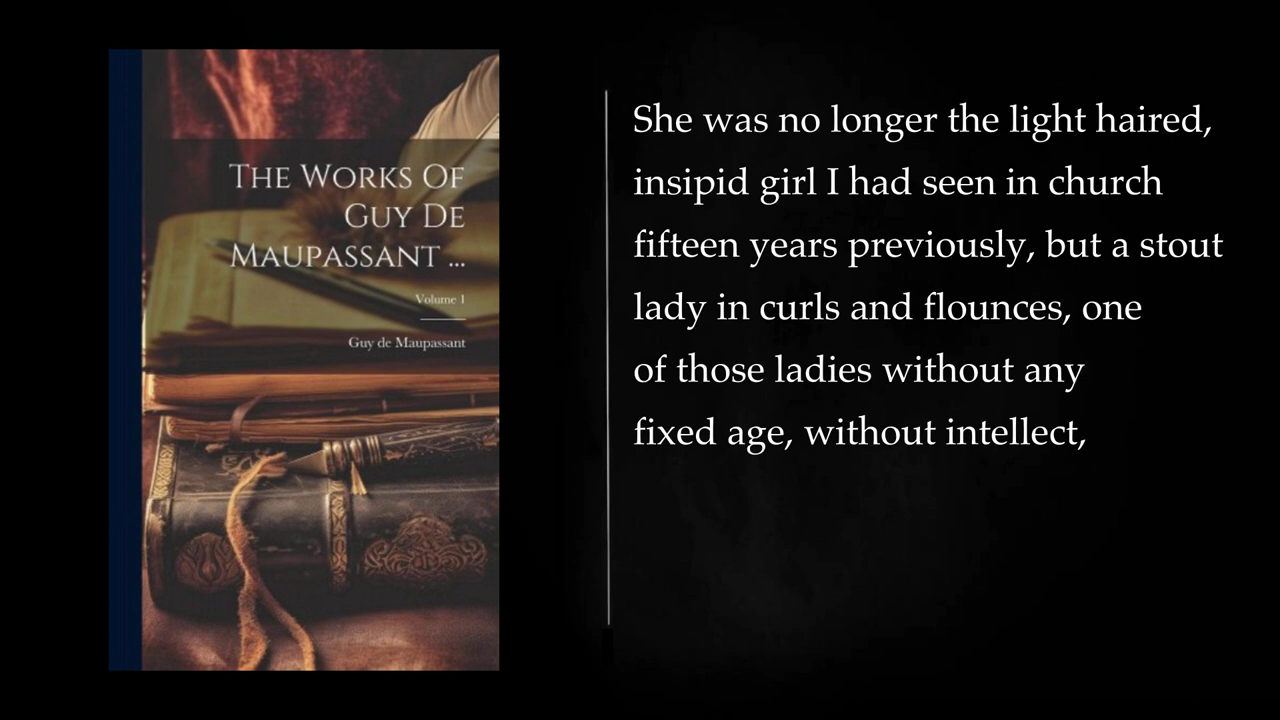 THE WORKS OF
GUY DE
MAUPASSANT ...
Volume 1
Guy de Maupassant
She was no longer the light haired,
insipid girl I had seen in church
fifteen years previously, but a stout
lady in curls and flounces, one
of those ladies without any
fixed age, without intellect,